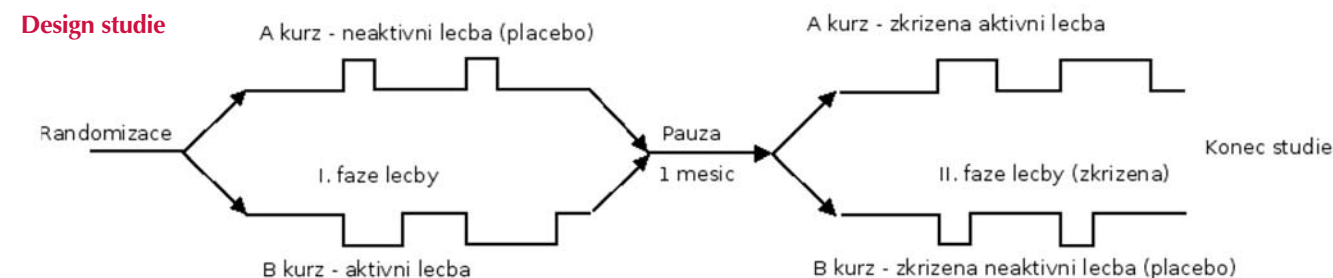 Design studie
A kurz - neaktivni lecba (placebo)
A kurz - zkrizena aktivni lecba
Randomizace
Pauza
1 mesic
Konec studie
I. faze lecby
II. faze lecby (zkrizena)
B kurz - aktivni lecba
B kurz - zkrizena neaktivni lecba (placebo)